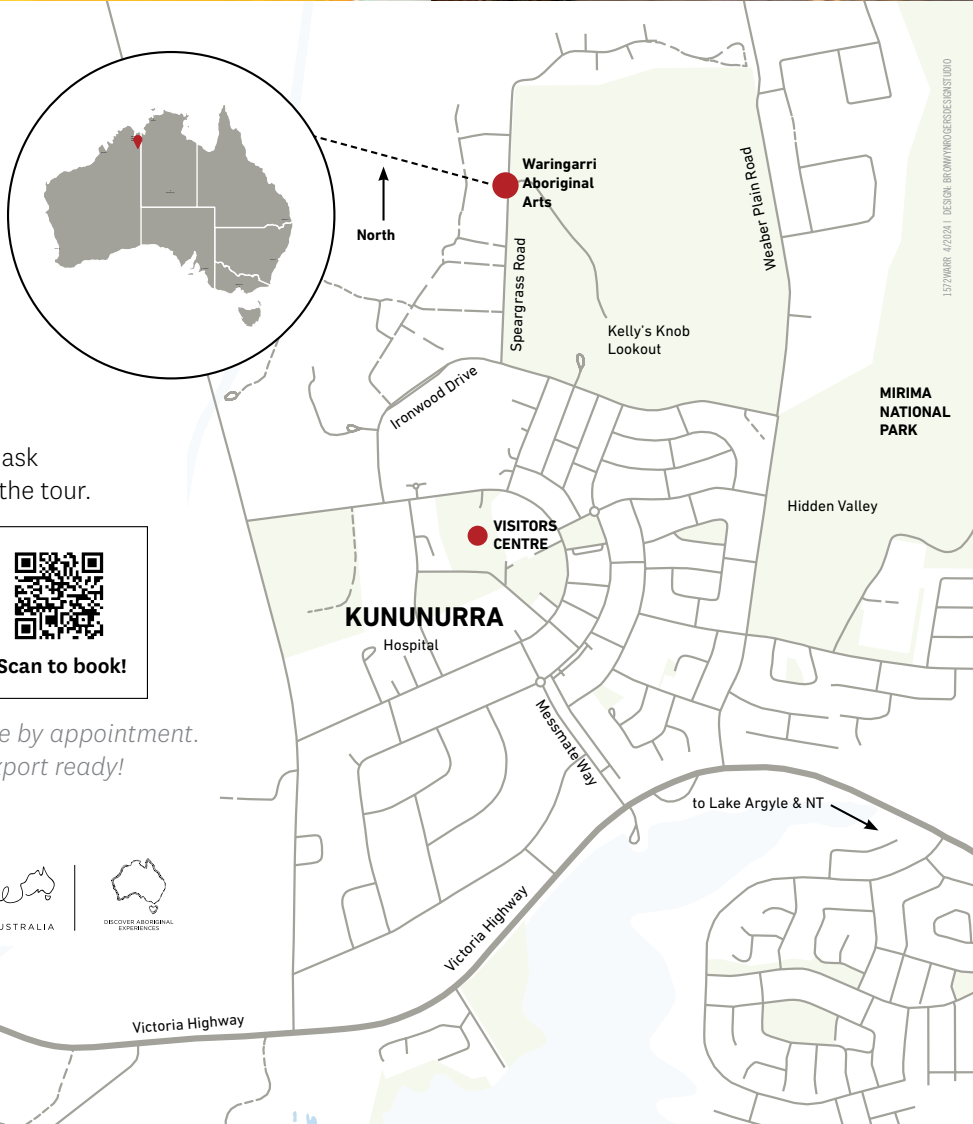 Waringarri
Aboriginal
Arts
North
Speargrass Road
Weaber Plain Road
1572WARR 4/2024 | DESIGN: BRONWYNROGERSDESIGNSTUDIO
Kelly's Knob
Lookout
Ironwood Drive
MIRIMA
NATIONAL
PARK
ask
the tour.
Hidden Valley
VISITORS
CENTRE
KUNUNURRA
Hospital
Scan to book!
e by appointment.
xport ready!
Messmate Way
to Lake Argyle & NT
USTRALIA
DISCOVER ABORIGINAL
EXPERIENCES
Victoria Highway
Victoria Highway